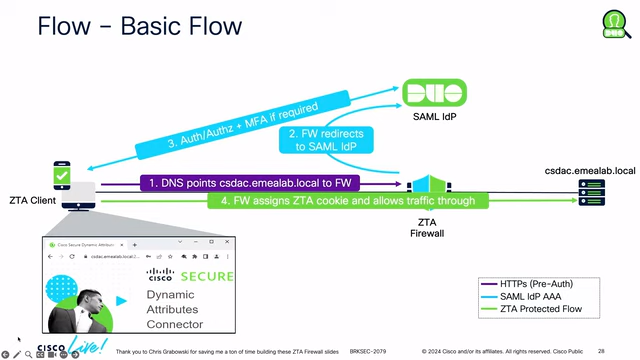 Flow – Basic Flow
DUO
SAML IdP
3. Auth/Authz + MFA if required
2. FW redirects
to SAML IdP
csdac.emealab.local
1. DNS points csdac.emealab.local to FW
ZTA Client
4. FW assigns ZTA cookie and allows traffic through
ZTA
Firewall
Cisco Secure Dynamic Attribut
csdac.emealab.local
CISCO SECURE
Dynamic
Attributes
Connector
HTTPs (Pre-Auth)
SAML IdP AAA
ZTA Protected Flow
CISCO Live!
Thank you to Chris Grabowski for saving me a ton of time building these ZTA Firewall slides
BRKSEC-2079
© 2024 Cisco and/or its affiliates. All rights reserved. Cisco Public
28